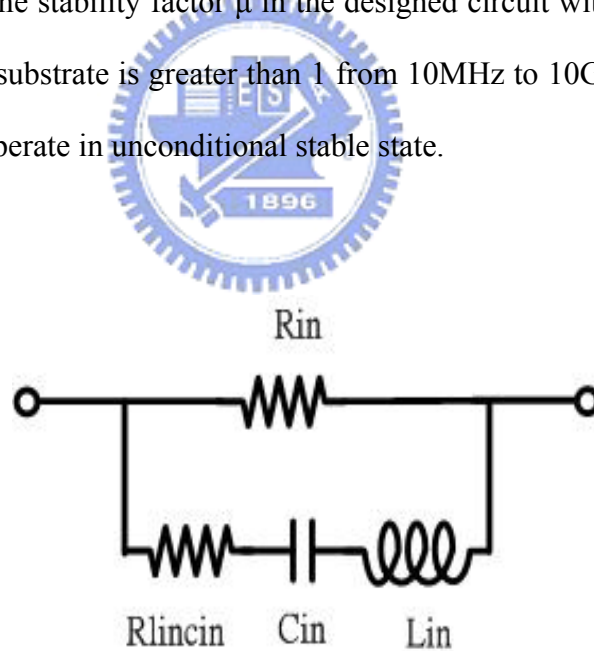 he stability factor μ in the designed circuit wit
substrate is greater than 1 from 10MHz to 10G
perate in unconditional stable state.
E S A
1896
Rin
Rlincin Cin Lin